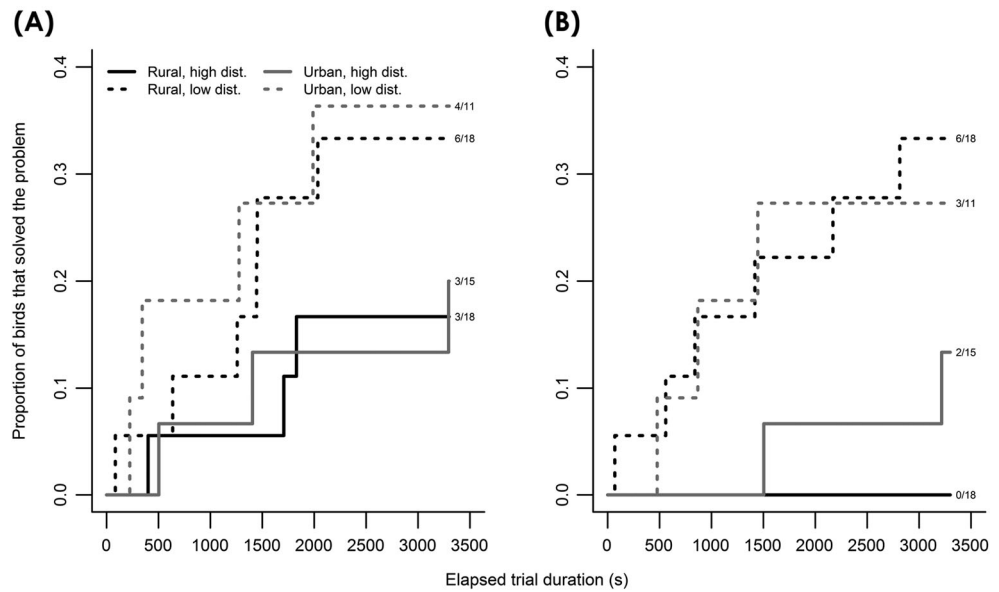 (A)
(B)
Proportion of birds that solved the problem
0.4
0.3
0.2
0.1
0.0
Rural, high dist.
Rural, low dist.
Urban, high dist.
Urban, low dist.
4/11
6/18
3/15
3/18
0 500 1000 1500 2000 2500 3000 3500
0.4
0.3
0.2
0.1
0.0
6/18
3/11
2/15
0/18
0 500 1000 1500 2000 2500 3000 3500
Elapsed trial duration (s)